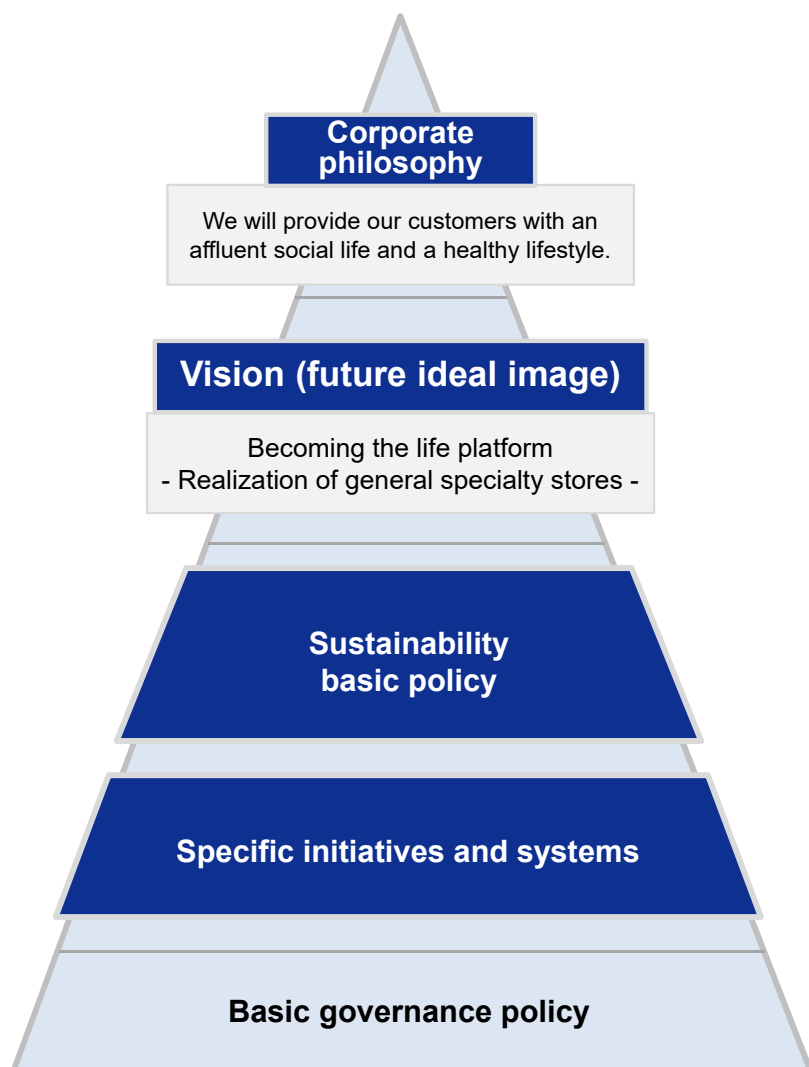 Corporate
philosophy
We will provide our customers with an
affluent social life and a healthy lifestyle.
Vision (future ideal image)
Becoming the life platform
- Realization of general specialty stores -
Sustainability
basic policy
Specific initiatives and systems
Basic governance policy